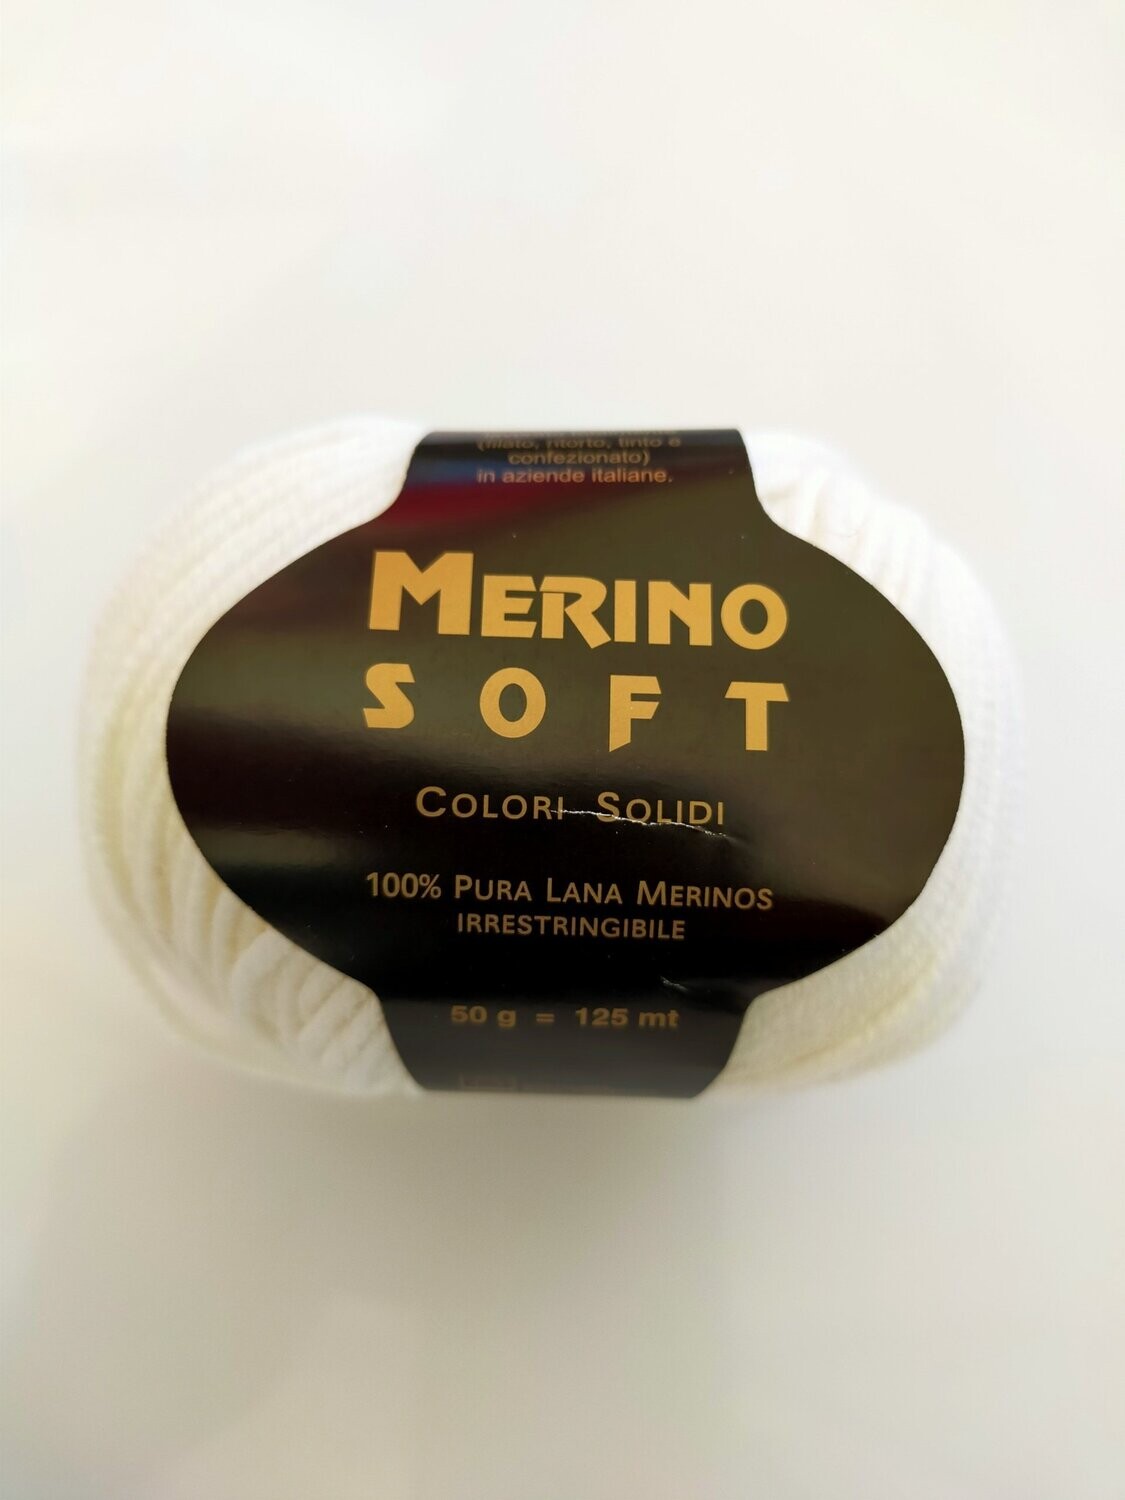 (filato, ritorto, tinto e
confezionato)
in aziende italiane.
MERINO
SOFT
COLORI SOLIDI
100% PURA LANA MERINOS
IRRESTRINGIBILE
50 g = 125 mt